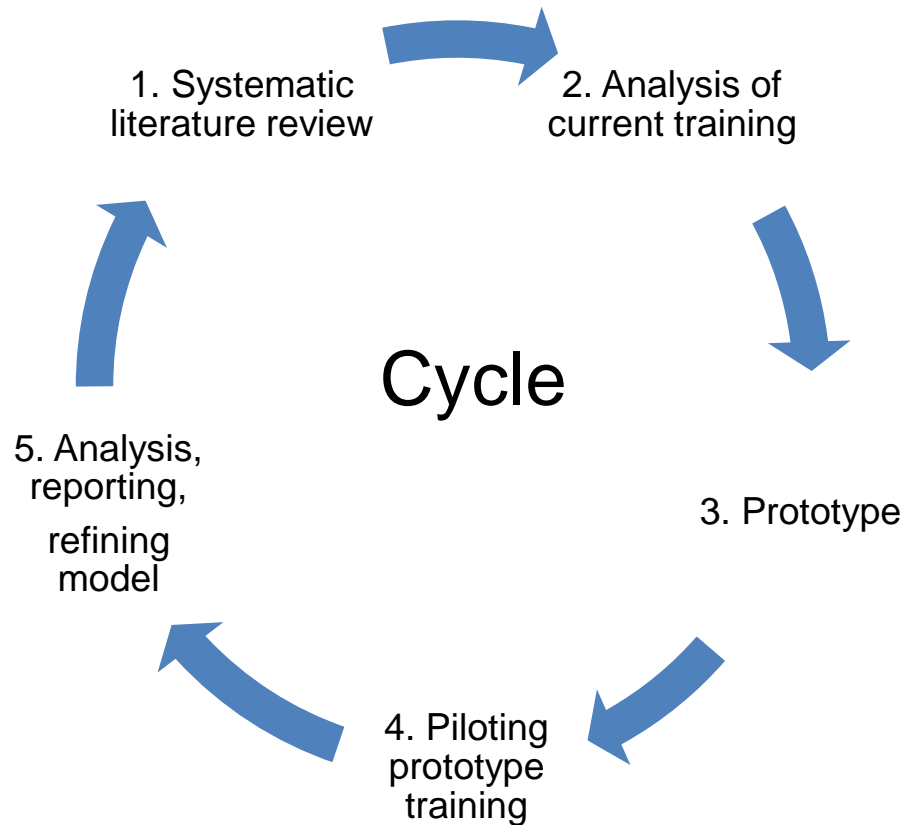 1. Systematic
literature review
2. Analysis of
current training
Cycle
3. Prototype
4. Piloting
prototype
training
5. Analysis,
reporting,
refining
model